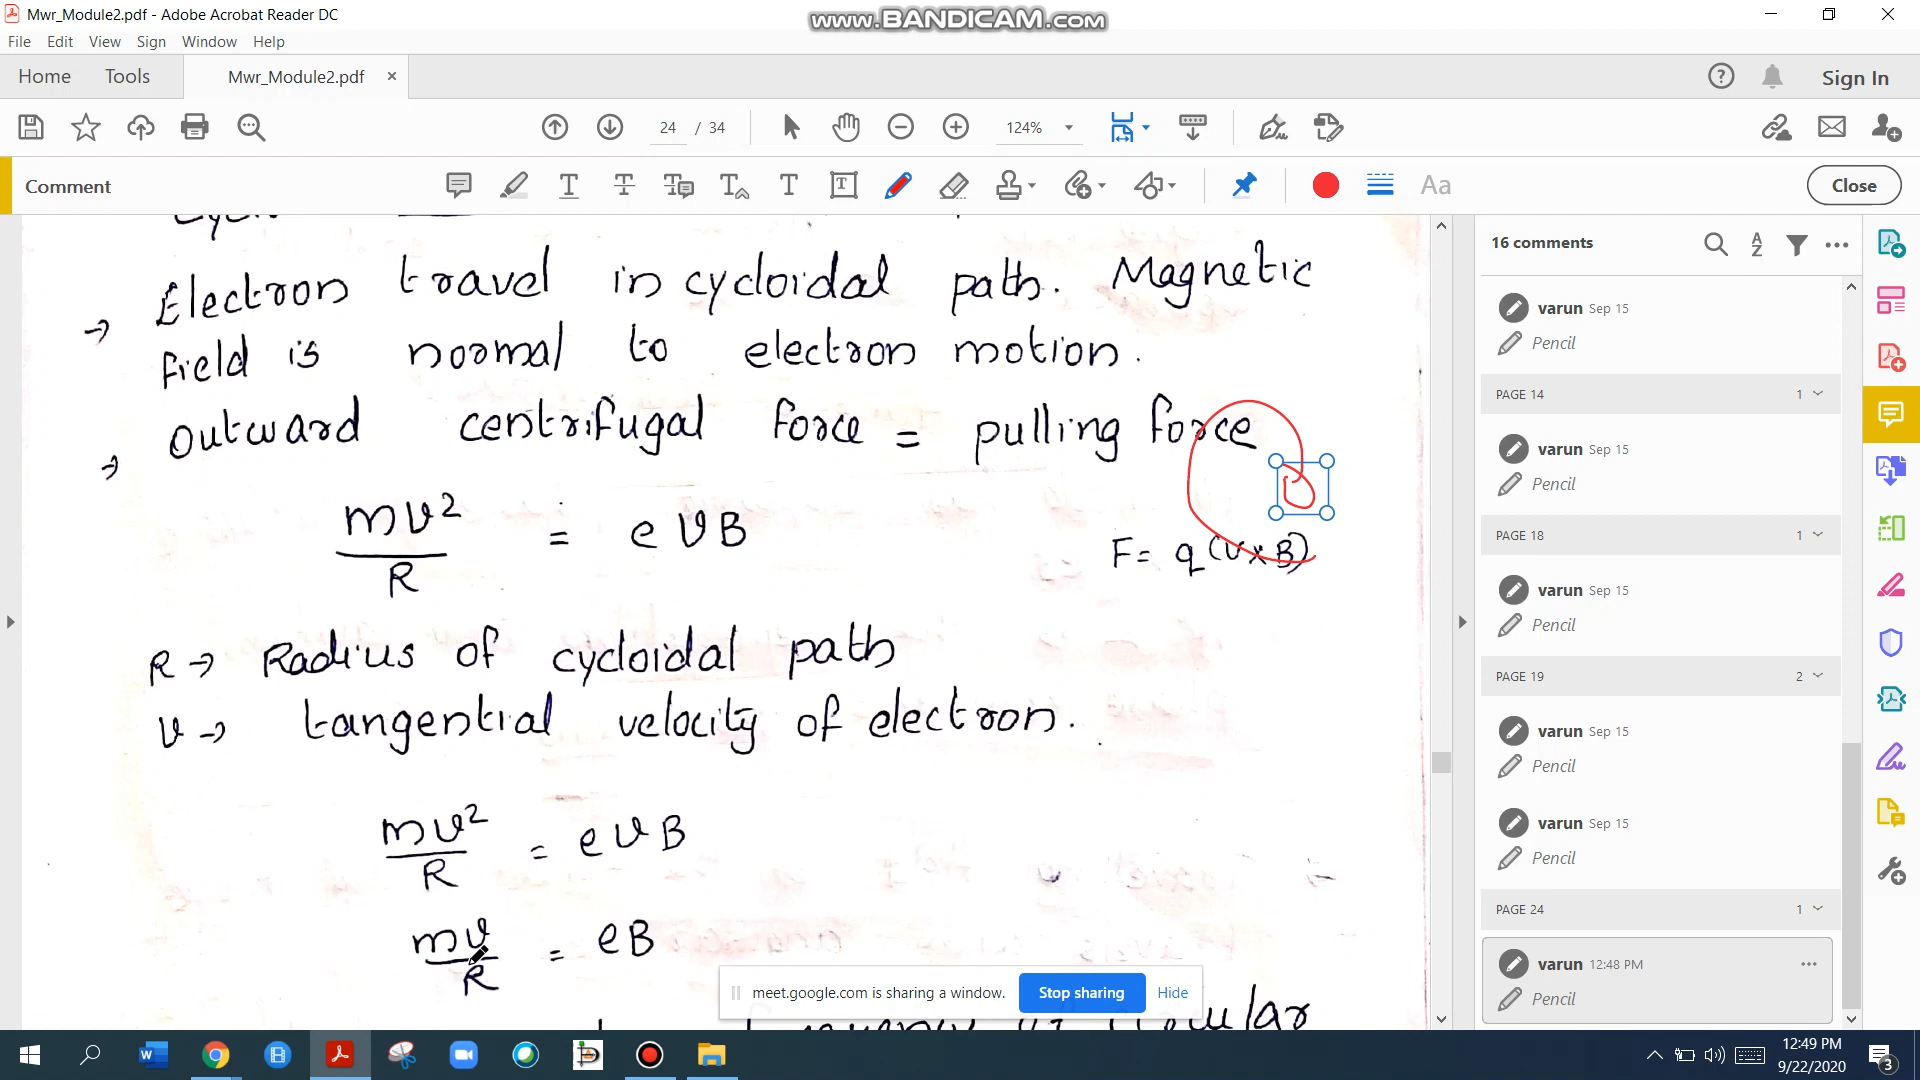 Mwr_Module2.pdf - Adobe Acrobat Reader DC
www.BANDICAM.com
File Edit View Sign Window Help
Home Tools Mwr_Module2.pdf × Sign In
24 / 34 124%
Comment Aa Close
→ Electron travel in cycloidal path. Magnetic
field is normal to electron motion.
→ Outward centrifugal force = pulling force
mv²/R = evB
F = q(v×B)
R → Radius of cycloidal path
v → tangential velocity of electron.
mv²/R = evB
mv/R = eB
16 comments
varun Sep 15
Pencil
PAGE 14 1
varun Sep 15
Pencil
PAGE 18 1
varun Sep 15
Pencil
PAGE 19 2
varun Sep 15
Pencil
varun Sep 15
Pencil
PAGE 24 1
varun 12:48 PM
Pencil
meet.google.com is sharing a window. Stop sharing Hide
12:49 PM
9/22/2020
3